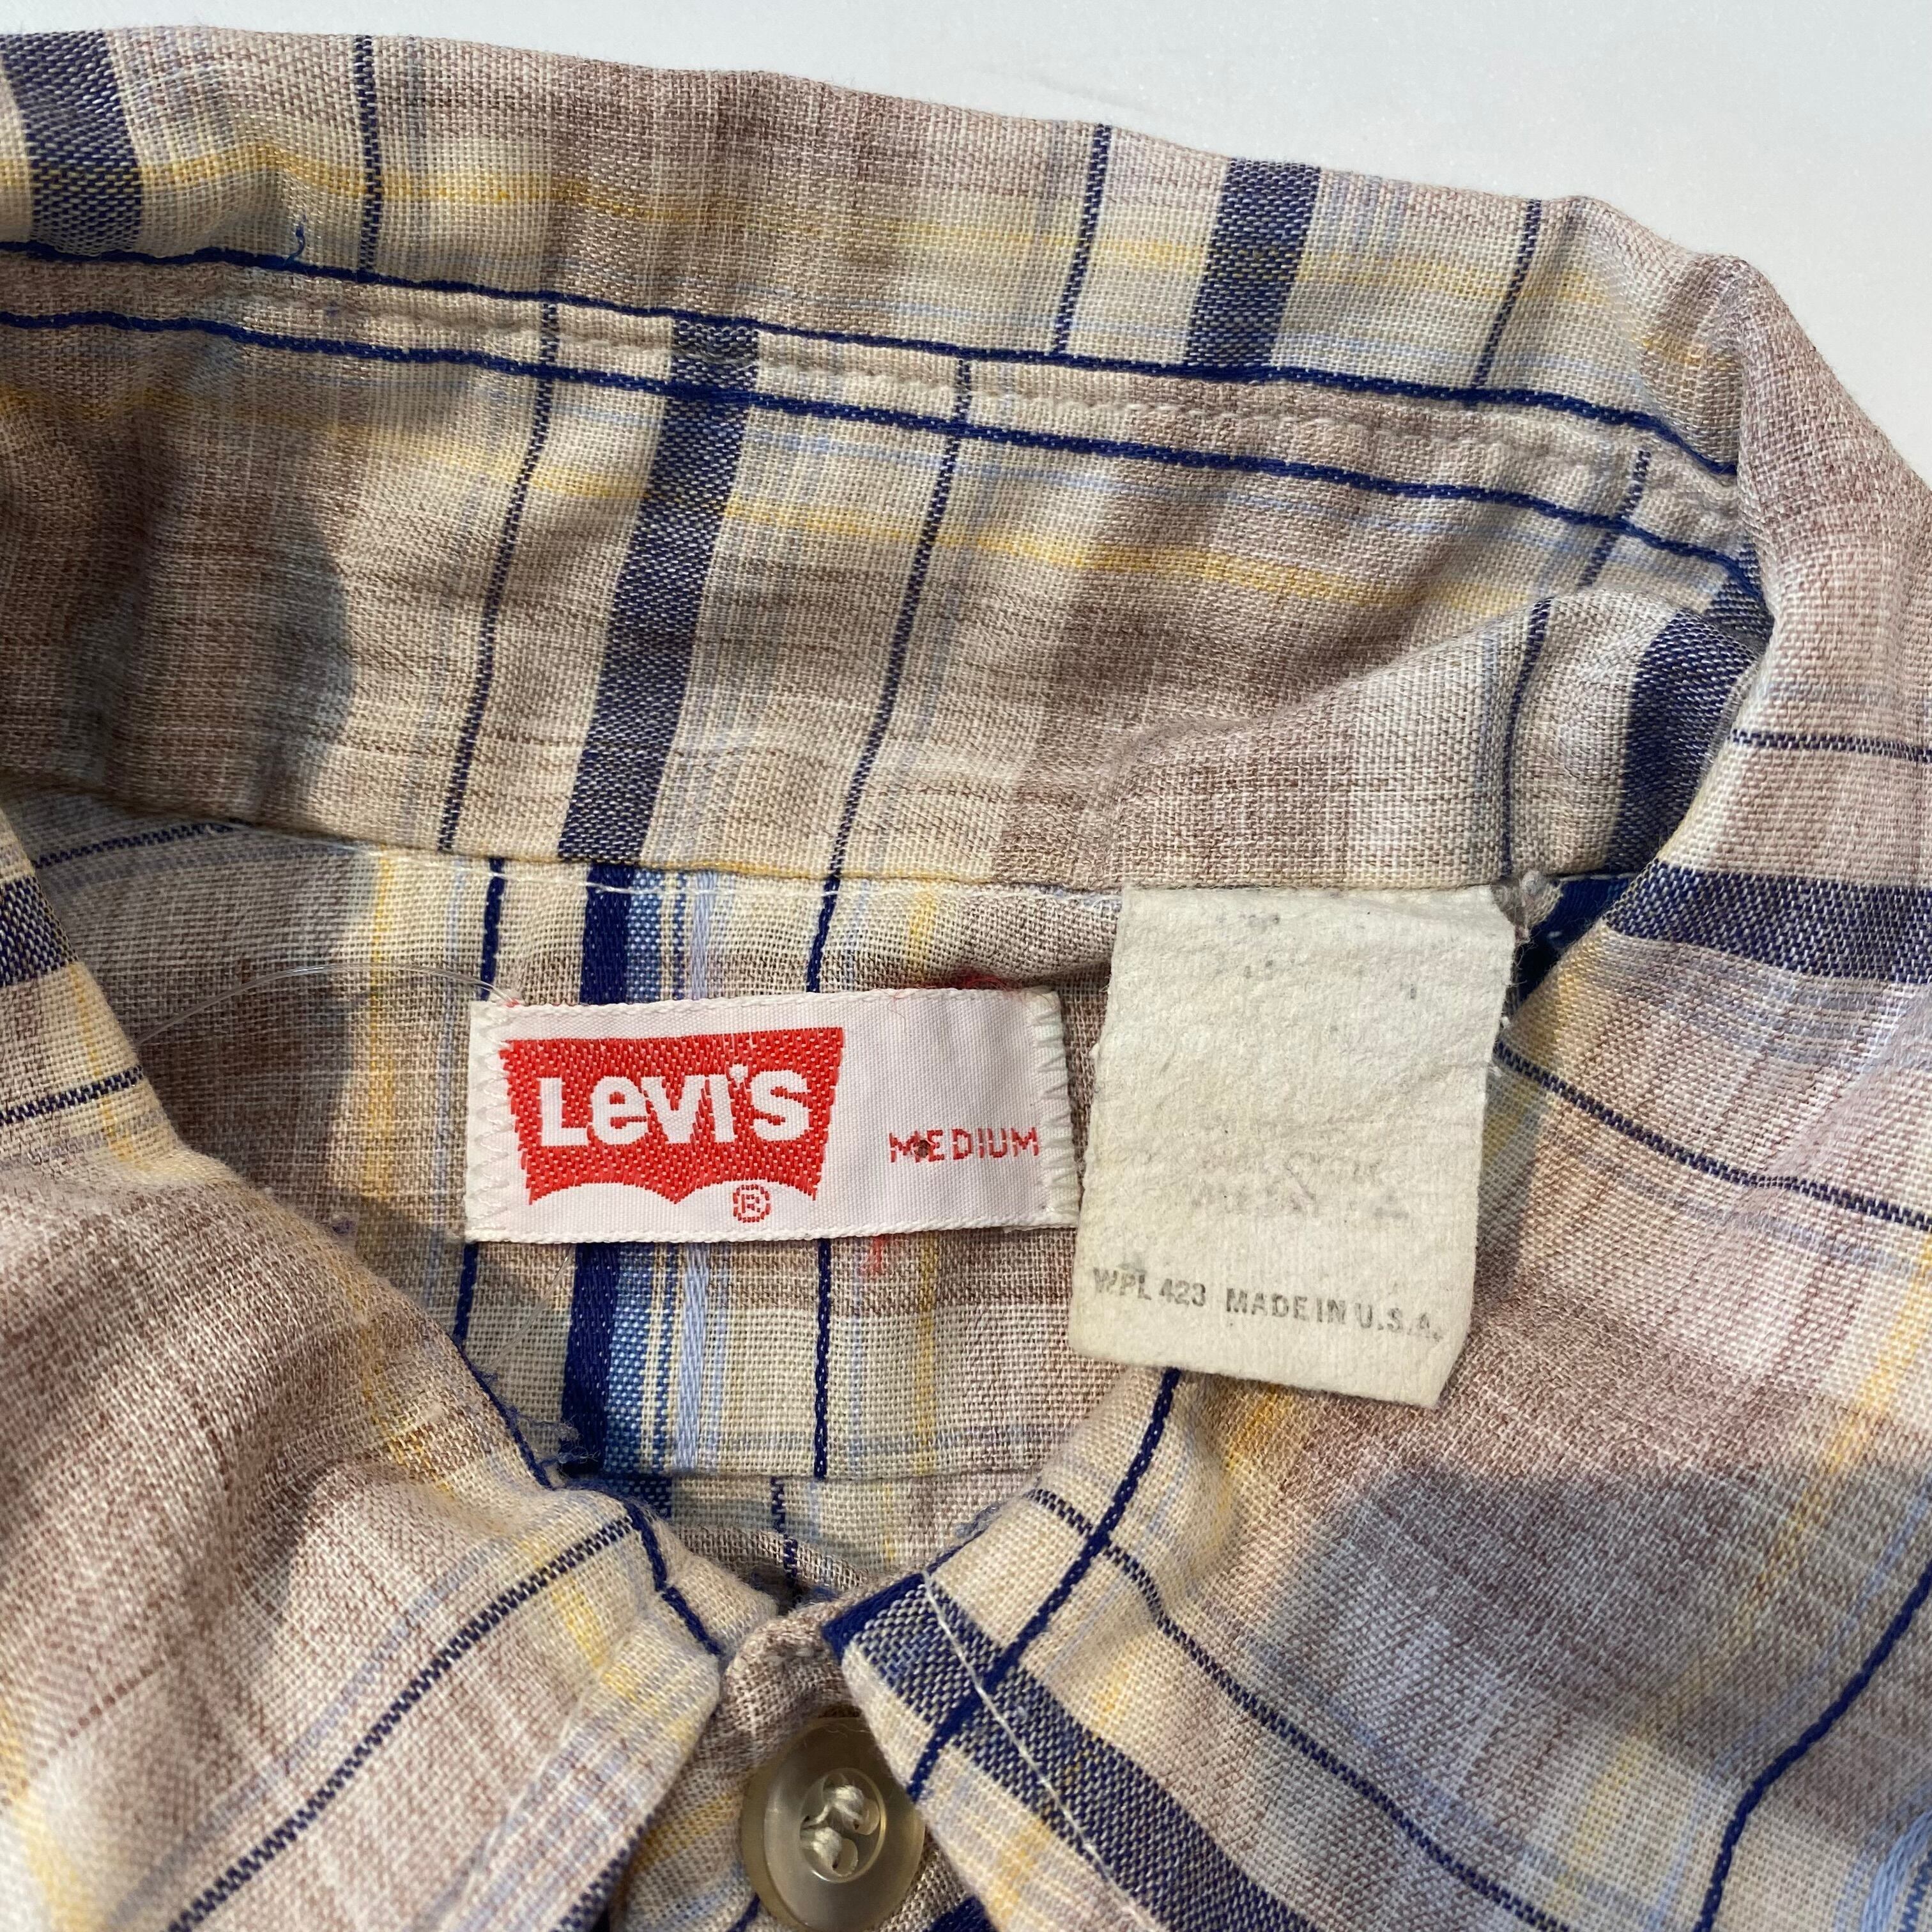 Levi's
®
MEDIUM
WPL 423 MADE IN U.S.A.